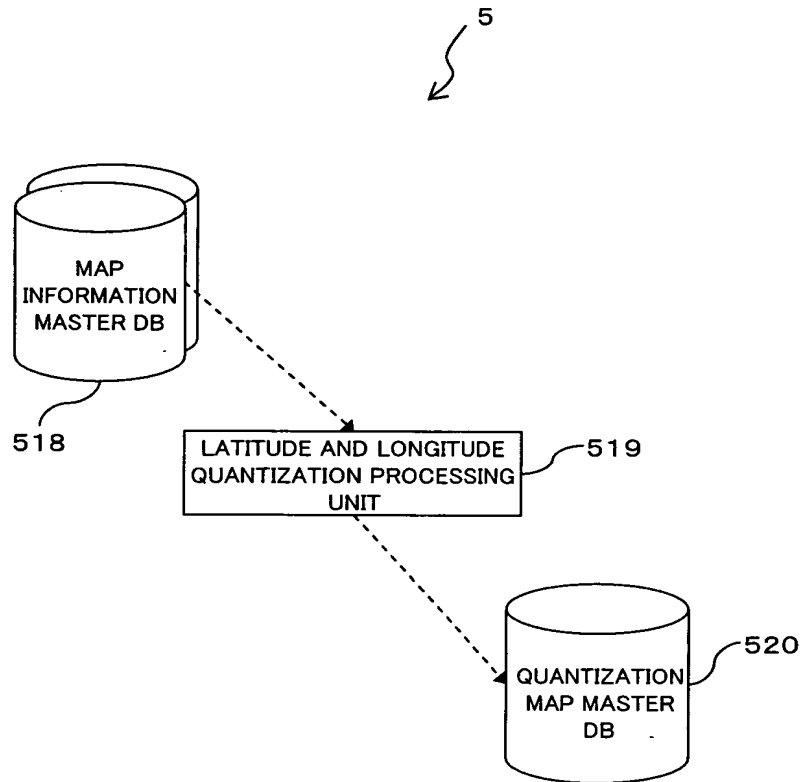 5
MAP
INFORMATION
MASTER DB
518
LATITUDE AND LONGITUDE
QUANTIZATION PROCESSING
UNIT
519
520
QUANTIZATION
MAP MASTER
DB